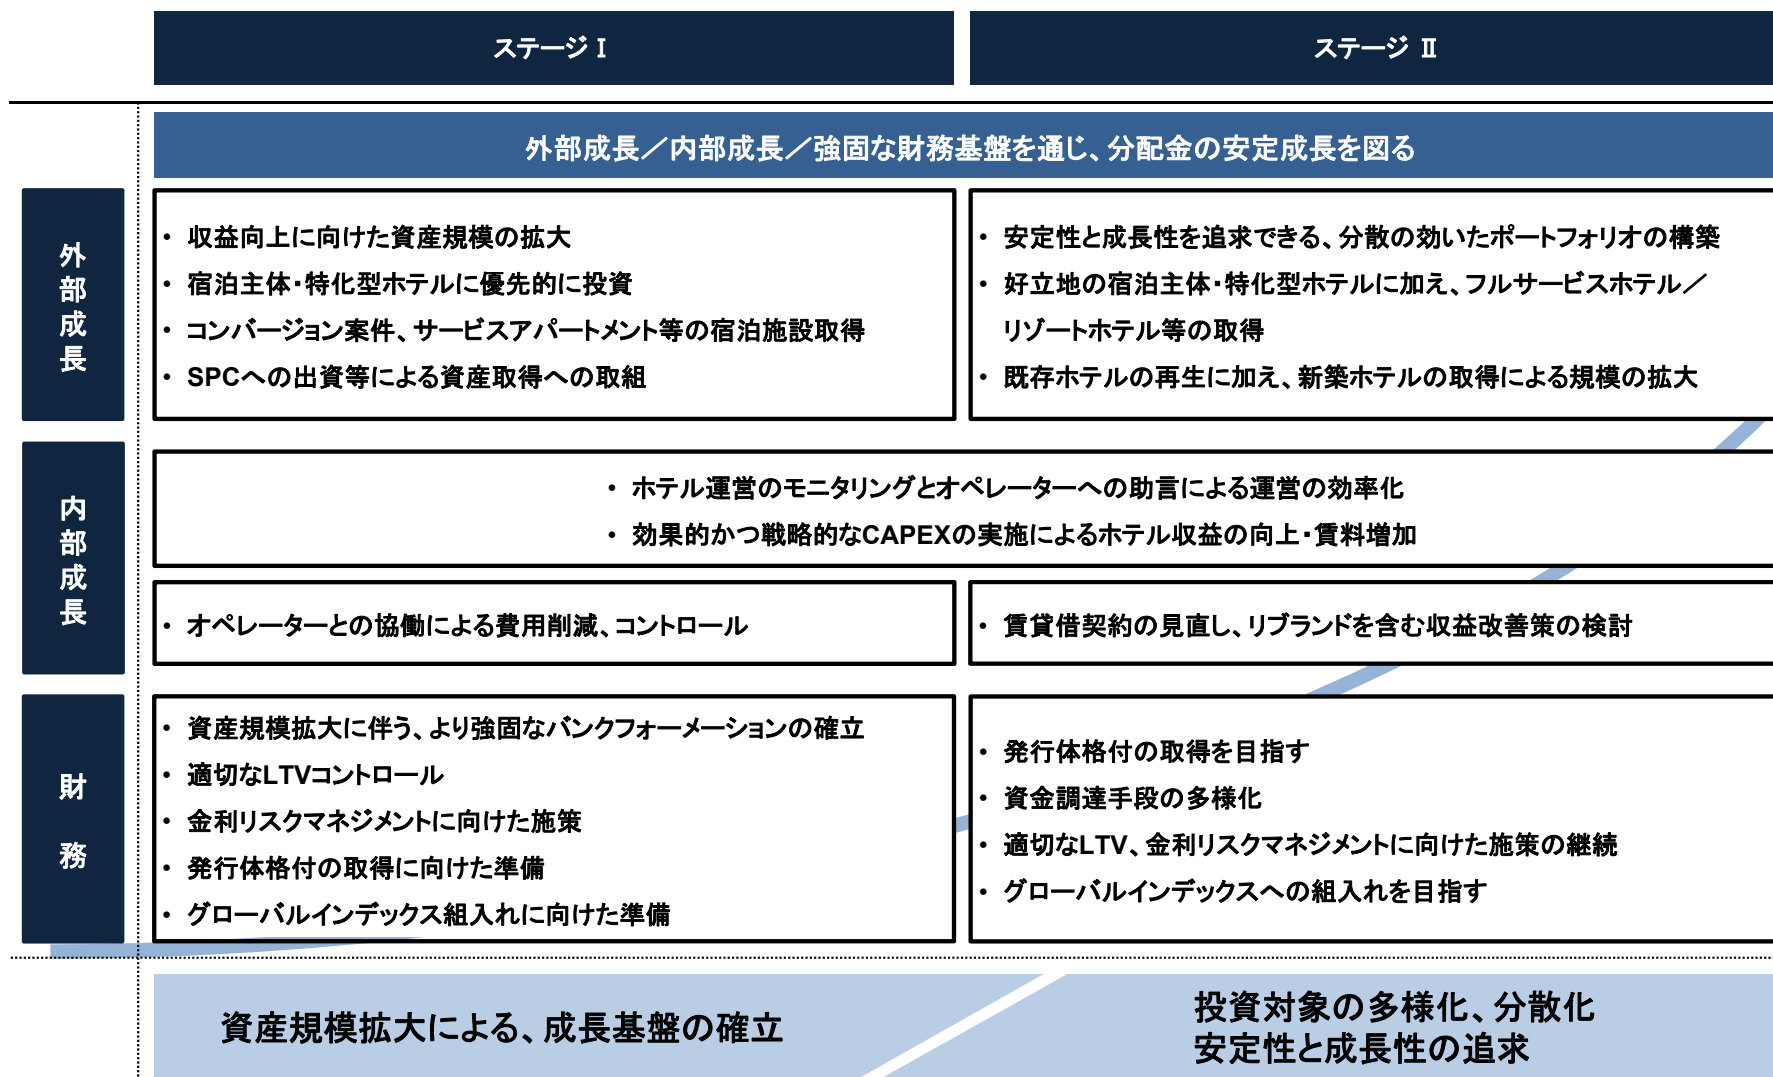 ステージⅠ
ステージ Ⅱ
外部成長／内部成長／強固な財務基盤を通じ、分配金の安定成長を図る
外部成長
・ 収益向上に向けた資産規模の拡大
・ 宿泊主体・特化型ホテルに優先的に投資
・ コンバージョン案件、サービスアパートメント等の宿泊施設取得
・ SPCへの出資等による資産取得への取組
・ 安定性と成長性を追求できる、分散の効いたポートフォリオの構築
・ 好立地の宿泊主体・特化型ホテルに加え、フルサービスホテル／
リゾートホテル等の取得
・ 既存ホテルの再生に加え、新築ホテルの取得による規模の拡大
内部成長
・ ホテル運営のモニタリングとオペレーターへの助言による運営の効率化
・ 効果的かつ戦略的なCAPEXの実施によるホテル収益の向上・賃料増加
・ オペレーターとの協働による費用削減、コントロール
・ 賃貸借契約の見直し、リブランドを含む収益改善策の検討
財務
・ 資産規模拡大に伴う、より強固なバンクフォーメーションの確立
・ 適切なLTVコントロール
・ 金利リスクマネジメントに向けた施策
・ 発行体格付の取得に向けた準備
・ グローバルインデックス組入れに向けた準備
・ 発行体格付の取得を目指す
・ 資金調達手段の多様化
・ 適切なLTV、金利リスクマネジメントに向けた施策の継続
・ グローバルインデックスへの組入れを目指す
資産規模拡大による、成長基盤の確立
投資対象の多様化、分散化
安定性と成長性の追求